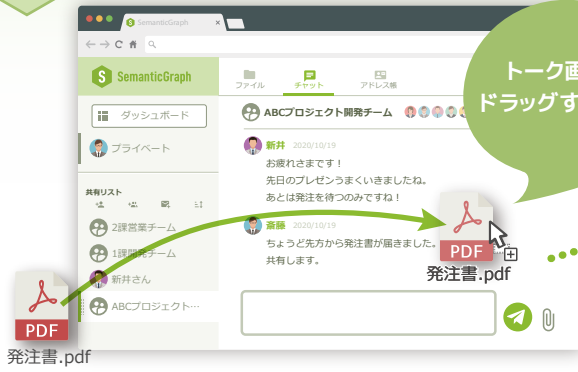 SemanticGraph
SemanticGraph
ファイル
チャット
アドレス帳
トーク画
ドラッグす
ダッシュボード
プライベート
共有リスト
2課営業チーム
1課開発チーム
新井さん
ABCプロジェクト…
ABCプロジェクト開発チーム
新井 2020/10/19
お疲れさまです！
先日のプレゼンうまくいきましたね。
あとは発注を待つのみですね！
斎藤 2020/10/19
ちょうど先方から発注書が届きました。
共有します。
PDF
発注書.pdf
PDF
発注書.pdf